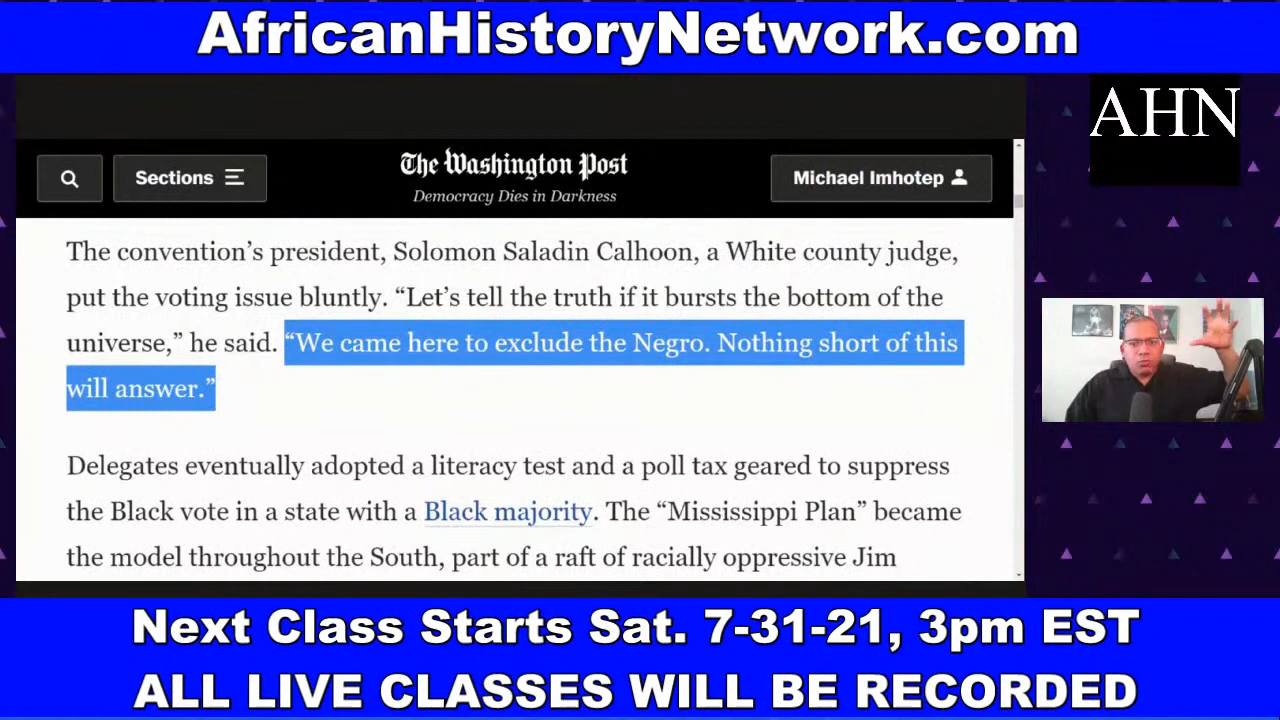 AfricanHistoryNetwork.com
AHN
Sections
The Washington Post
Democracy Dies in Darkness
Michael Imhotep
The convention’s president, Solomon Saladin Calhoon, a White county judge,
put the voting issue bluntly. “Let’s tell the truth if it bursts the bottom of the
universe,” he said. “We came here to exclude the Negro. Nothing short of this
will answer.”
Delegates eventually adopted a literacy test and a poll tax geared to suppress
the Black vote in a state with a Black majority. The “Mississippi Plan” became
the model throughout the South, part of a raft of racially oppressive Jim
Next Class Starts Sat. 7-31-21, 3pm EST
ALL LIVE CLASSES WILL BE RECORDED